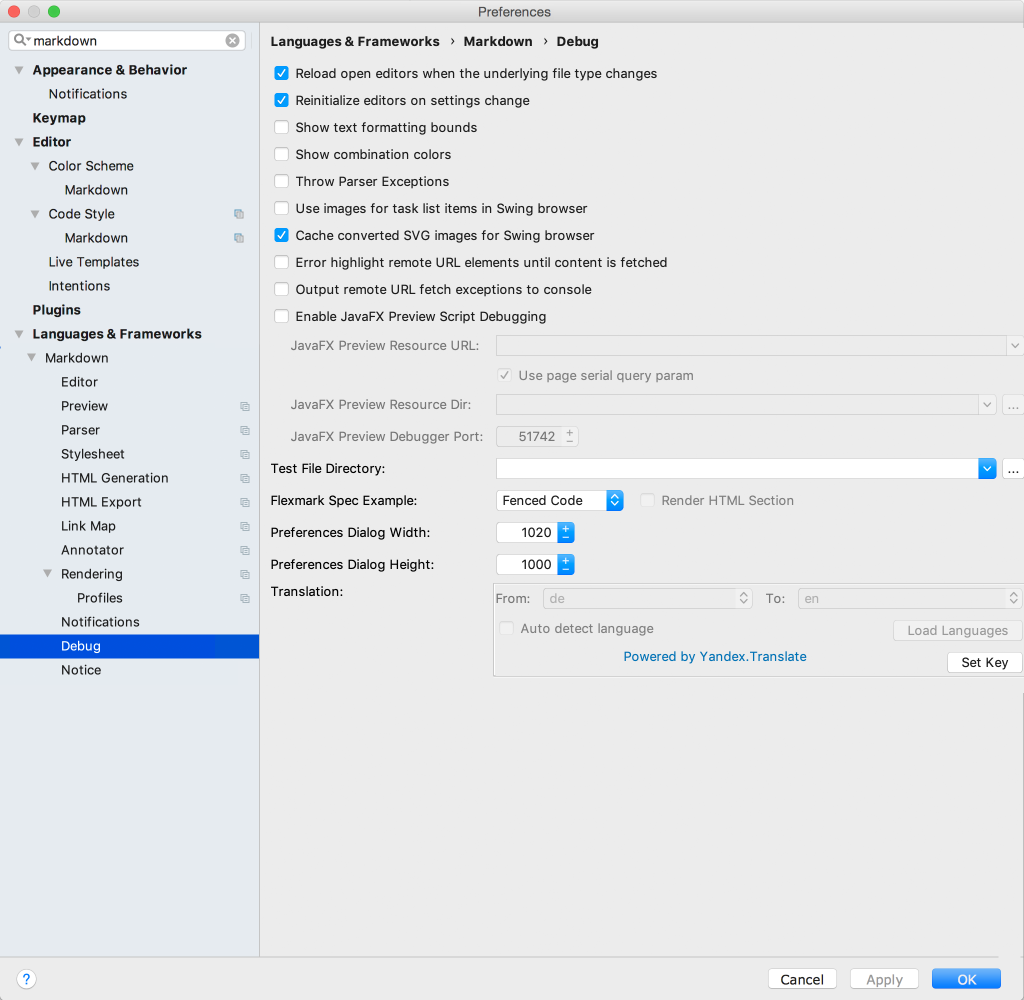 Preferences
markdown
Appearance & Behavior
Notifications
Keymap
Editor
Color Scheme
Markdown
Code Style
Markdown
Live Templates
Intentions
Plugins
Languages & Frameworks
Markdown
Editor
Preview
Parser
Stylesheet
HTML Generation
HTML Export
Link Map
Annotator
Rendering
Profiles
Notifications
Debug
Notice
Languages & Frameworks › Markdown › Debug
Reload open editors when the underlying file type changes
Reinitialize editors on settings change
Show text formatting bounds
Show combination colors
Throw Parser Exceptions
Use images for task list items in Swing browser
Cache converted SVG images for Swing browser
Error highlight remote URL elements until content is fetched
Output remote URL fetch exceptions to console
Enable JavaFX Preview Script Debugging
JavaFX Preview Resource URL:
Use page serial query param
JavaFX Preview Resource Dir: ...
JavaFX Preview Debugger Port: 51742
Test File Directory: ...
Flexmark Spec Example: Fenced Code Render HTML Section
Preferences Dialog Width: 1020
Preferences Dialog Height: 1000
Translation:
From: de To: en
Auto detect language Load Languages
Powered by Yandex.Translate
Set Key
? Cancel Apply OK